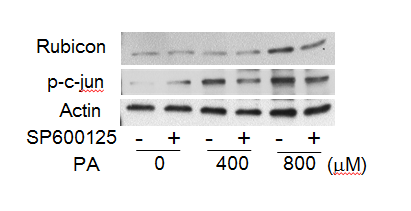 Rubicon
p-c-jun
Actin
SP600125 - + - + - +
PA 0 400 800 (μM)